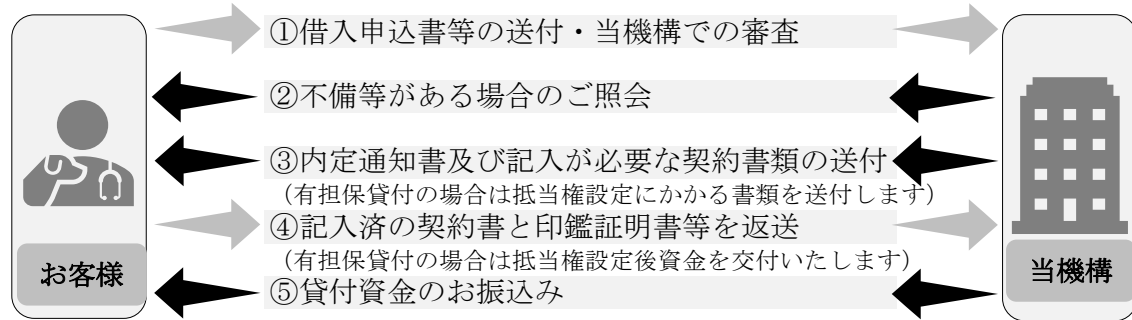 ①借入申込書等の送付・当機構での審査
②不備等がある場合のご照会
③内定通知書及び記入が必要な契約書類の送付
（有担保貸付の場合は抵当権設定にかかる書類を送付します）
④記入済の契約書と印鑑証明書等を返送
（有担保貸付の場合は抵当権設定後資金を交付いたします）
⑤貸付資金のお振込み
お客様
当機構